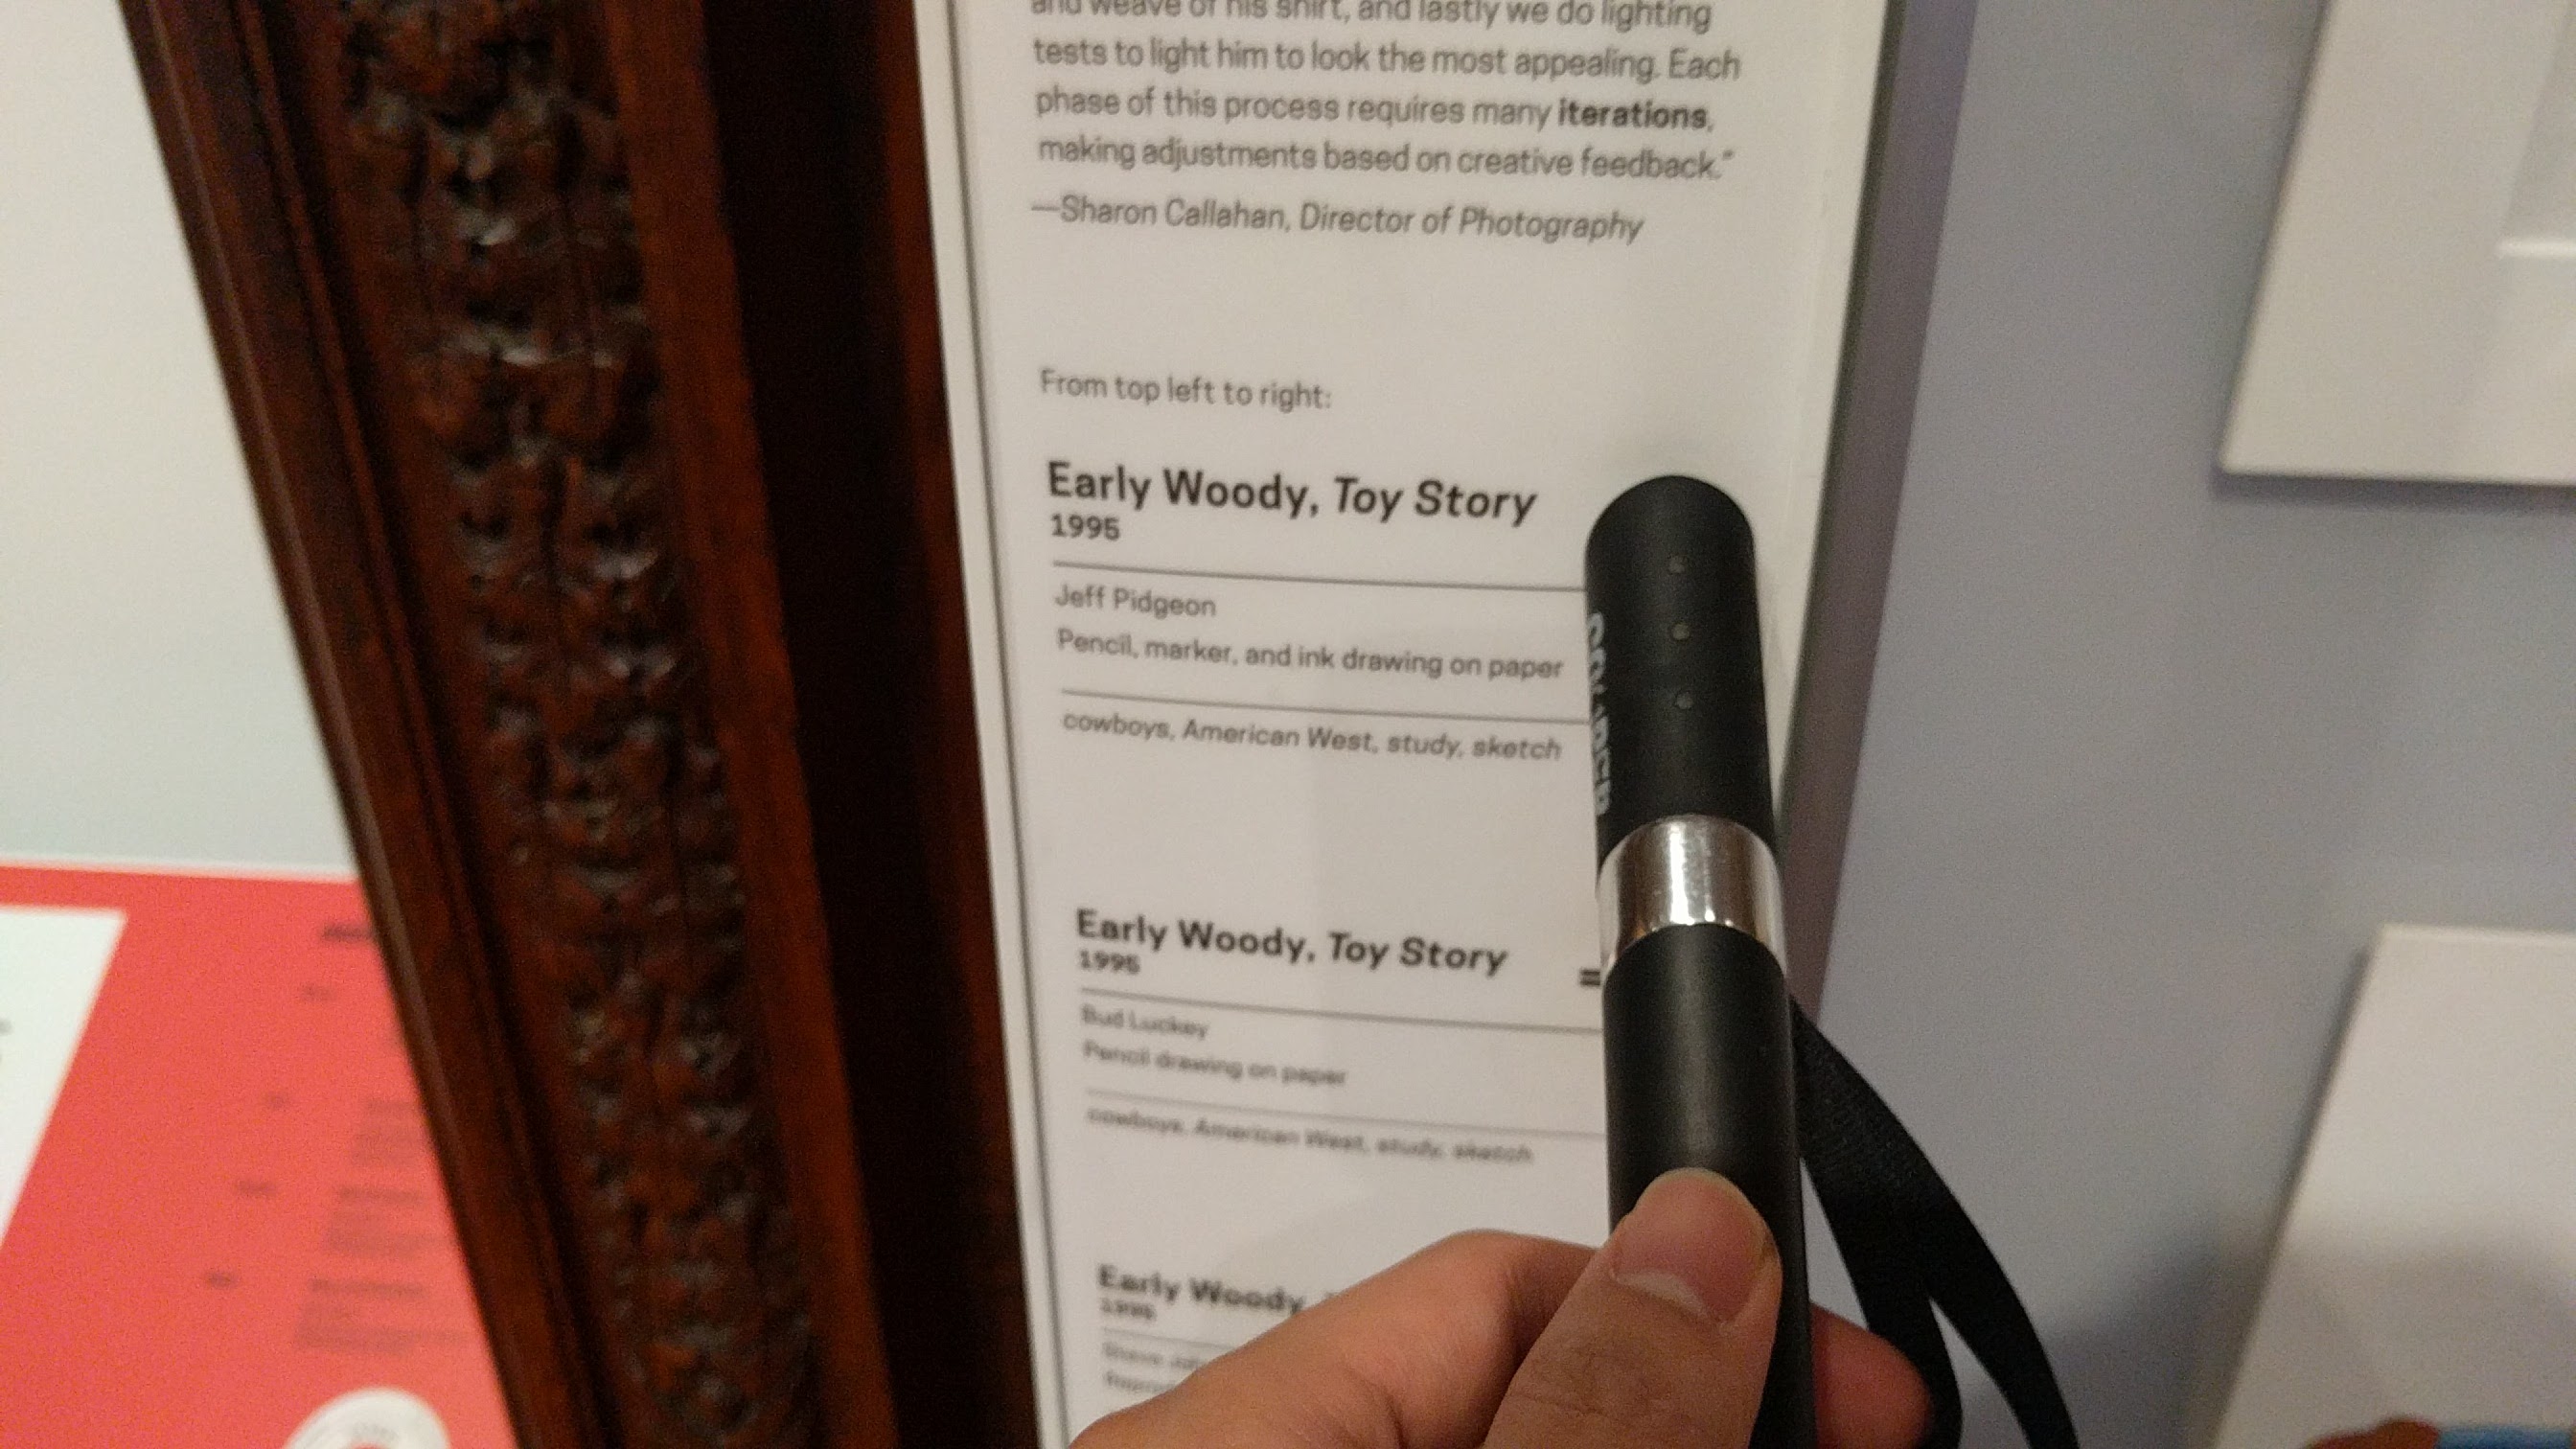 and weave of his shirt, and lastly we do lighting
tests to light him to look the most appealing. Each
phase of this process requires many iterations,
making adjustments based on creative feedback."
—Sharon Callahan, Director of Photography
From top left to right:
Early Woody, Toy Story
1995
Jeff Pidgeon
Pencil, marker, and ink drawing on paper
cowboys, American West, study, sketch
Early Woody, Toy Story
1995
Bud Luckey
Pencil drawing on paper
cowboys, American West, study, sketch
Early Woody,
1995